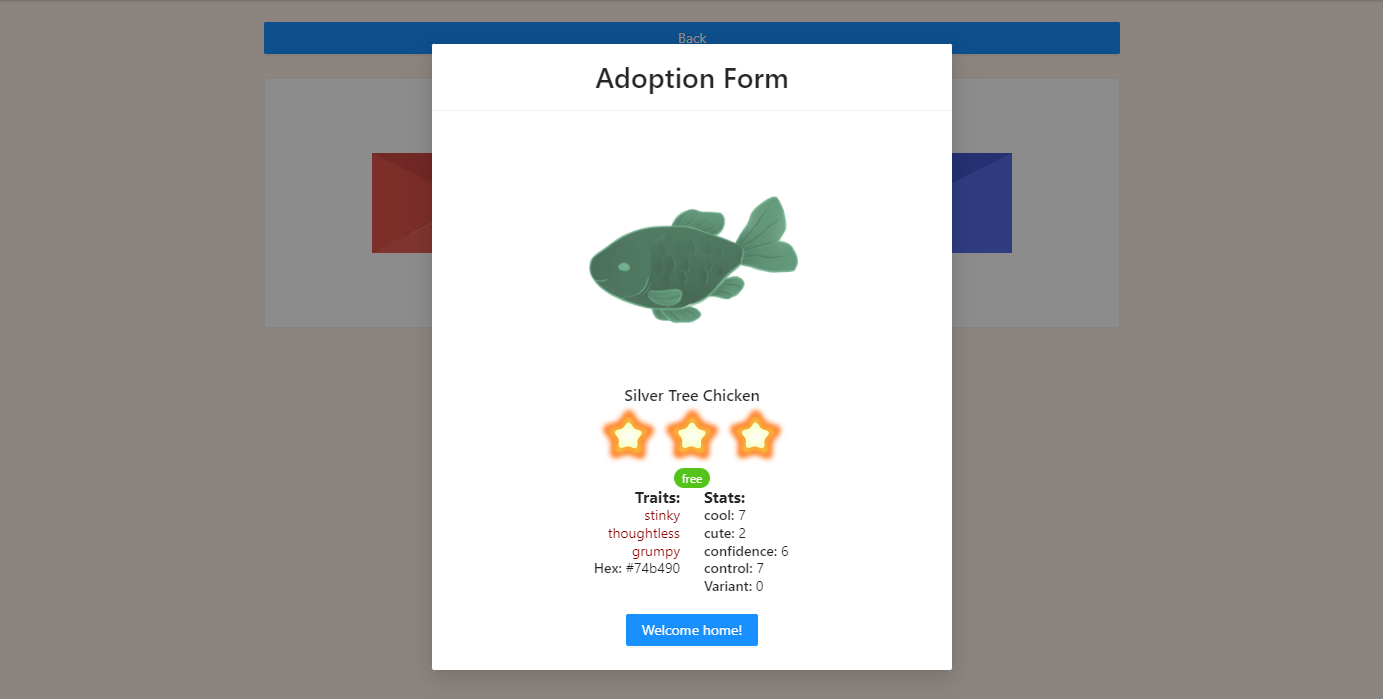 Back
Adoption Form
Silver Tree Chicken
free
Traits:
stinky
thoughtless
grumpy
Hex: #74b490
Stats:
cool: 7
cute: 2
confidence: 6
control: 7
Variant: 0
Welcome home!